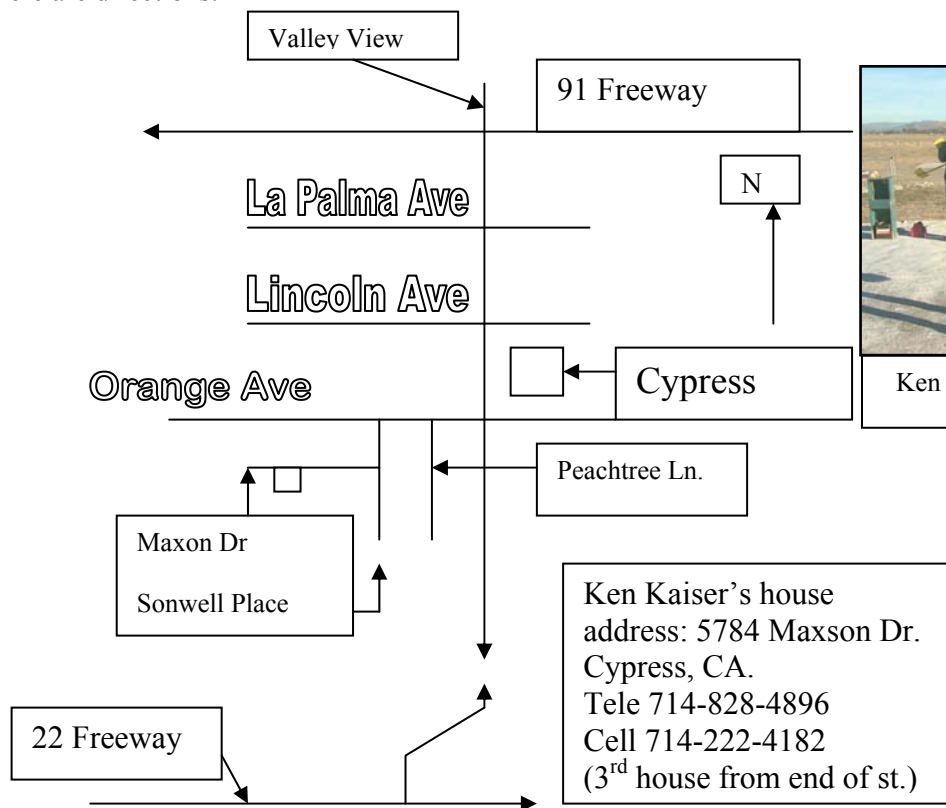 Valley View
91 Freeway
N
La Palma Ave
Lincoln Ave
Orange Ave
Cypress
Ken
Peachtree Ln.
Maxon Dr
Sonwell Place
Ken Kaiser’s house
address: 5784 Maxson Dr.
Cypress, CA.
Tele 714-828-4896
Cell 714-222-4182
(3rd house from end of st.)
22 Freeway